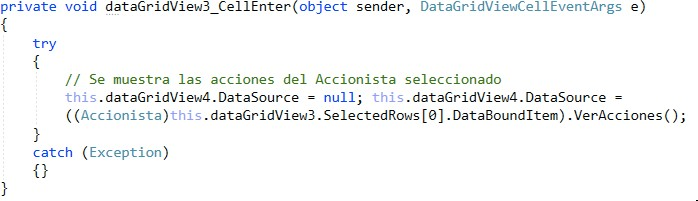 private void dataGridView3_CellEnter(object sender, DataGridViewCellEventArgs e)
{
try
{
// Se muestra las acciones del Accionista seleccionado
this.dataGridView4.DataSource = null; this.dataGridView4.DataSource =
((Accionista)this.dataGridView3.SelectedRows[0].DataBoundItem).VerAcciones();
}
catch (Exception)
{}
}